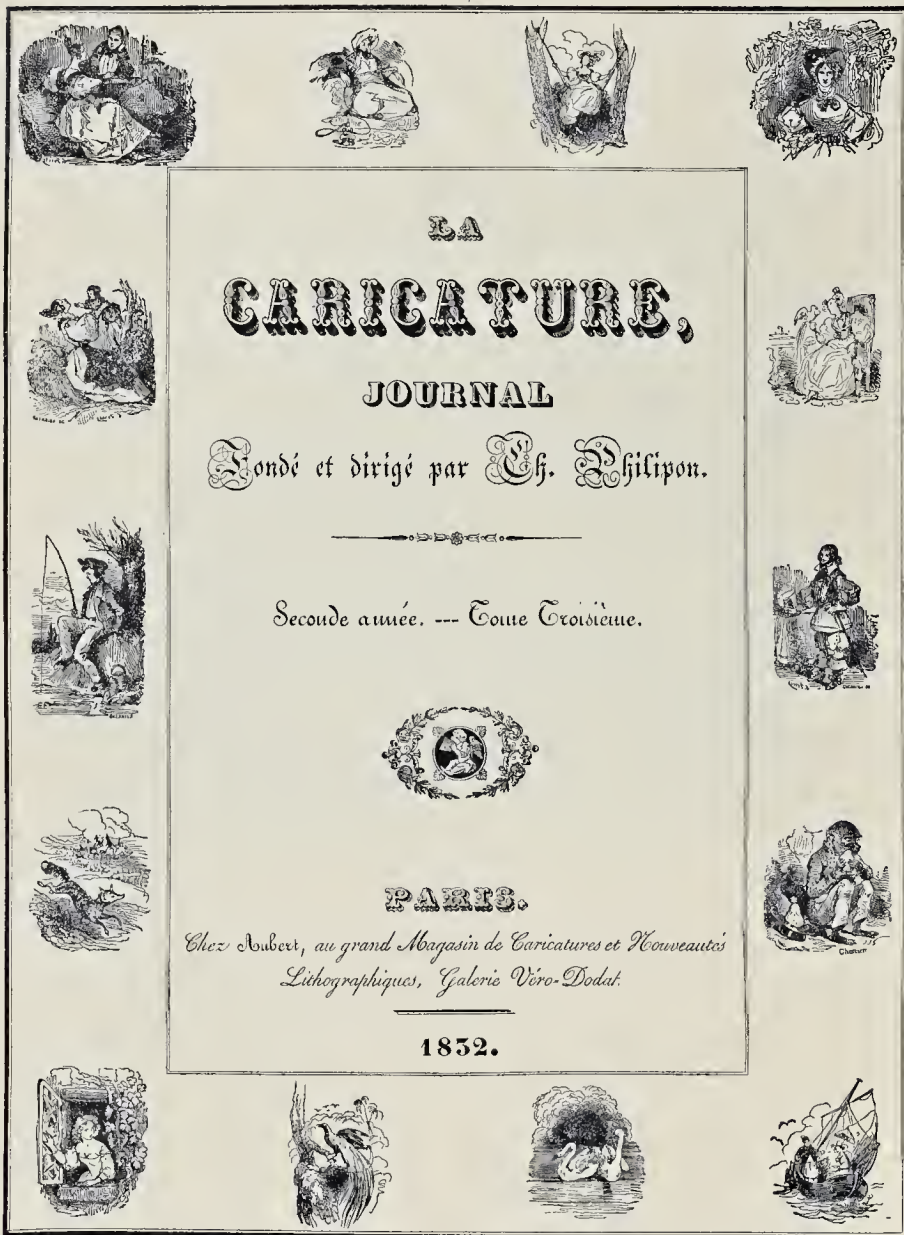 LA
CARICATURE,
JOURNAL
Fondé et dirigé par Ch. Philipon.
Seconde année. --- Tome Troisième.
PARIS.
Chez Aubert, au grand Magasin de Caricatures et Nouveautés
Lithographiques, Galerie Véro-Dodat.
1832.